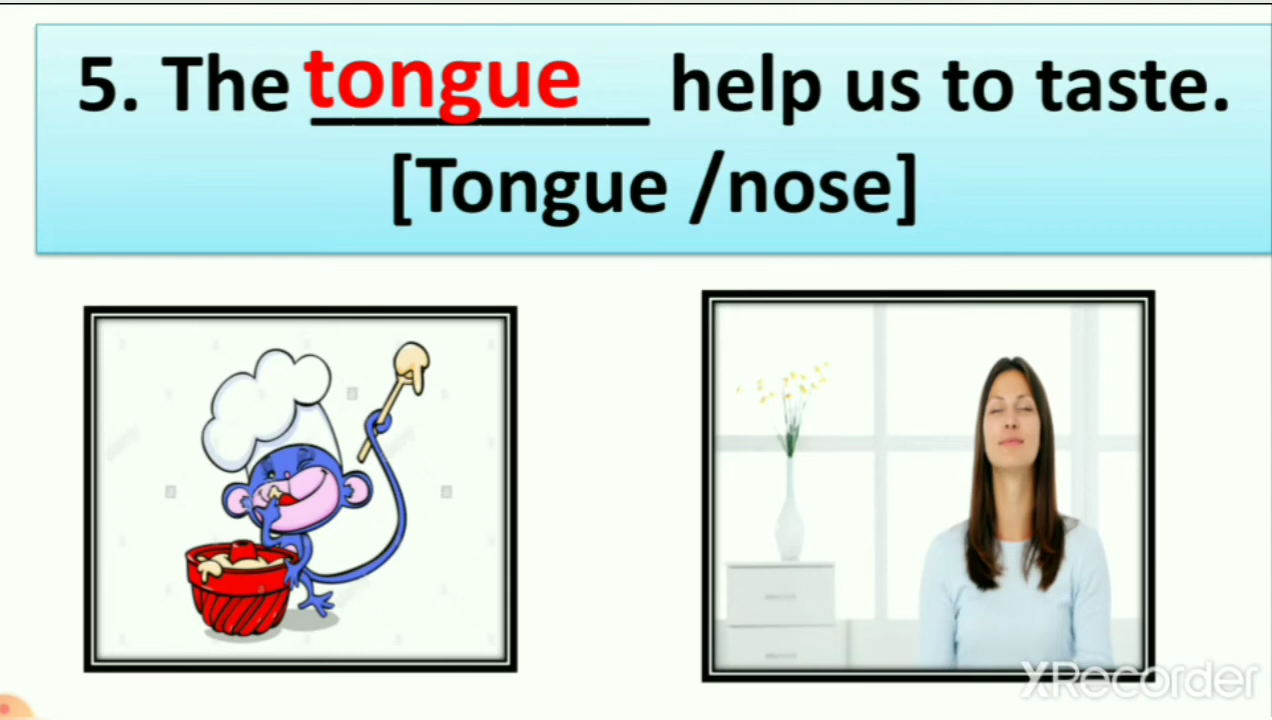 5. The tongue help us to taste.
[Tongue /nose]
XRecorder